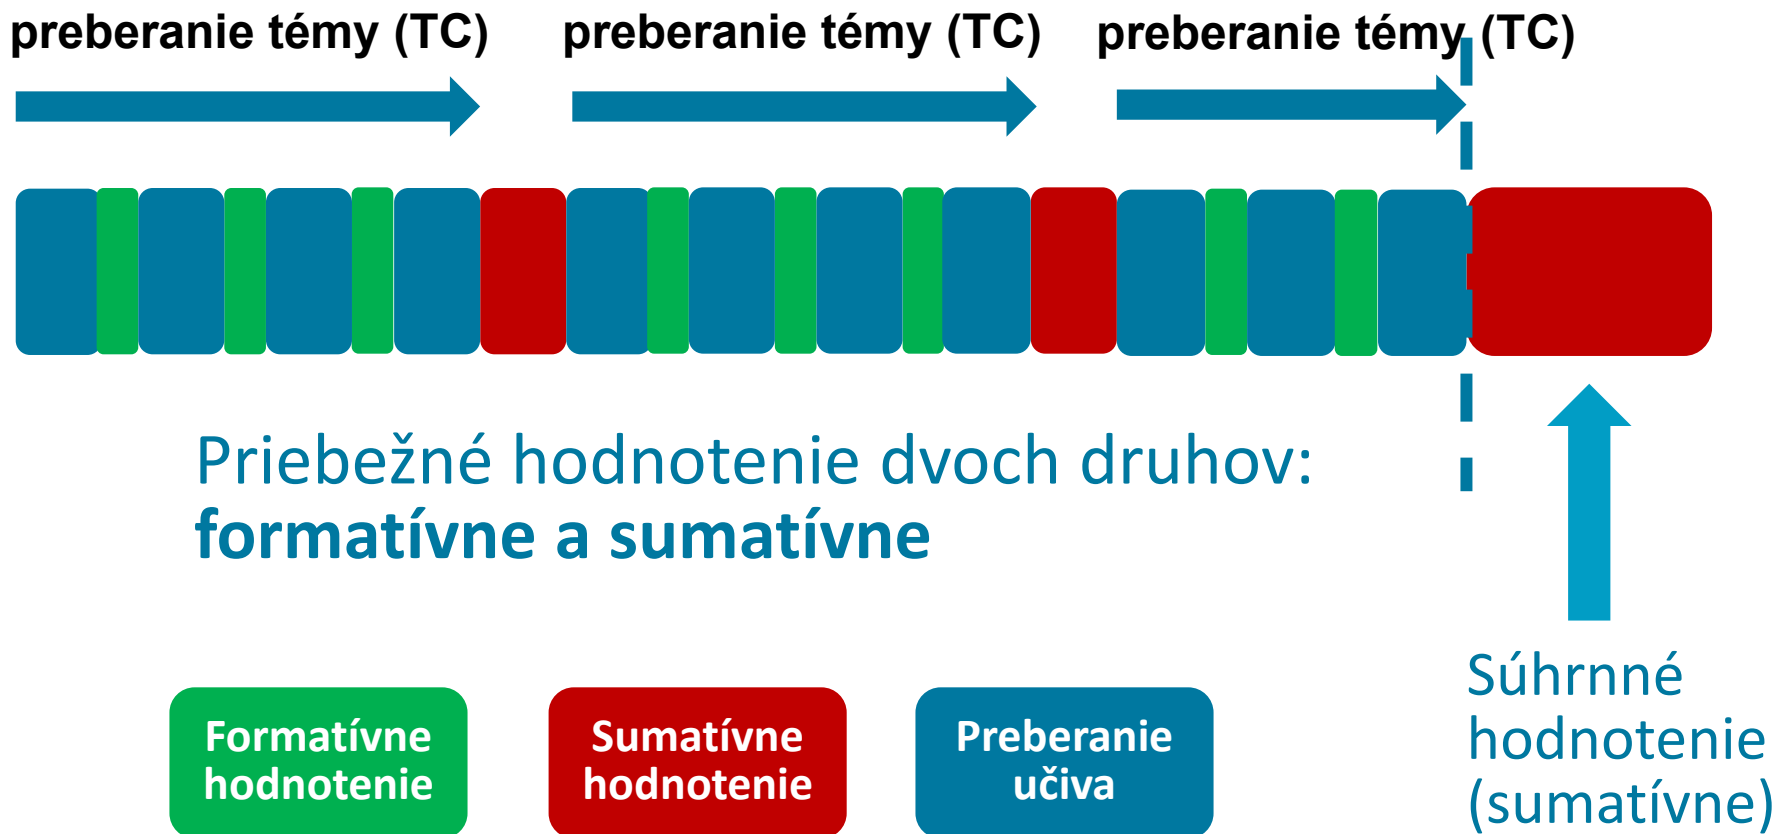 preberanie témy (TC)
preberanie témy (TC)
preberanie témy (TC)
Priebežné hodnotenie dvoch druhov:
formatívne a sumatívne
Formatívne
hodnotenie
Sumatívne
hodnotenie
Preberanie
učiva
Súhrnné
hodnotenie
(sumatívne)